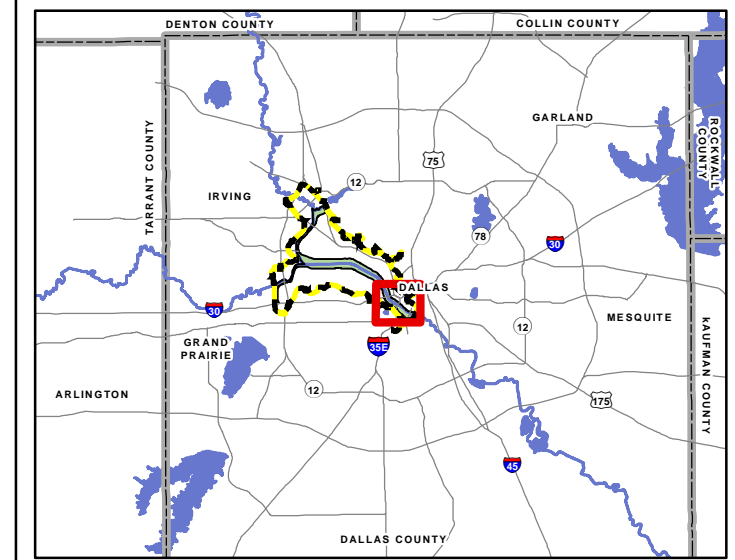 DENTON COUNTY
COLLIN COUNTY
GARLAND
TARRANT COUNTY
ROCKWALL
COUNTY
75
12
IRVING
78
30
DALLAS
30
12
MESQUITE
GRAND
PRAIRIE
35E
KAUFMAN COUNTY
12
ARLINGTON
175
45
DALLAS COUNTY